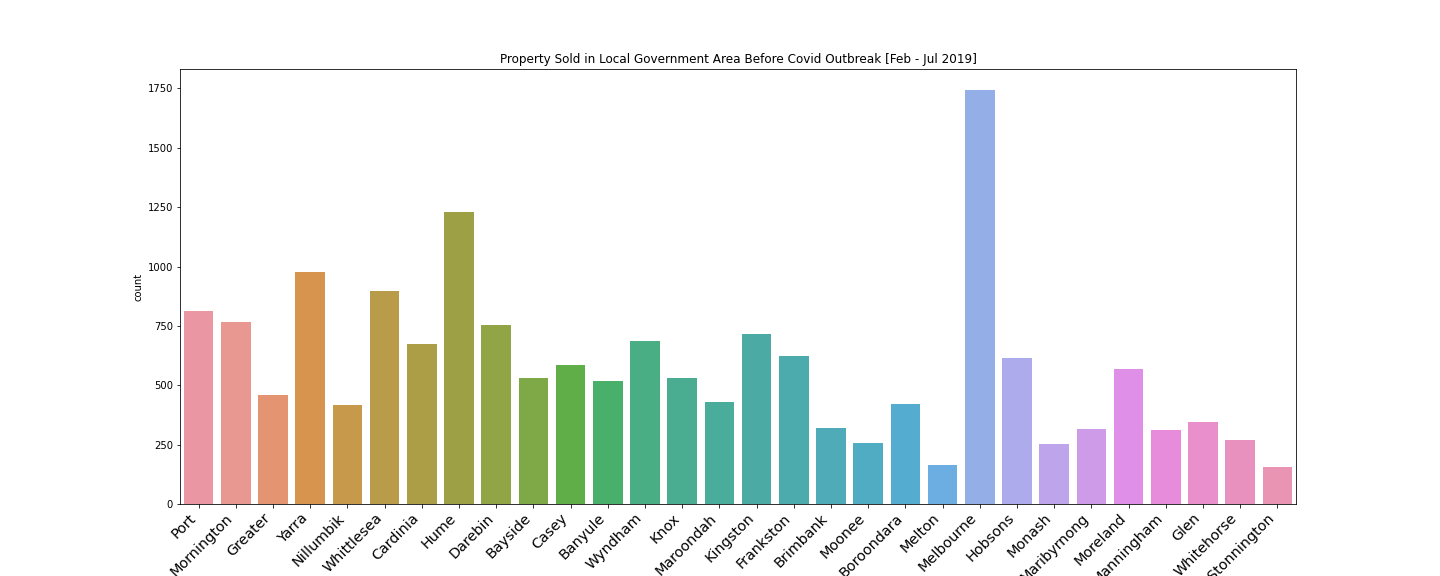 Property Sold in Local Government Area Before Covid Outbreak [Feb - Jul 2019]
count
1750
1500
1250
1000
750
500
250
0
Port
Mornington
Greater
Yarra
Nillumbik
Whittlesea
Cardinia
Hume
Darebin
Bayside
Casey
Banyule
Wyndham
Knox
Maroondah
Kingston
Frankston
Brimbank
Moonee
Boroondara
Melton
Melbourne
Hobsons
Monash
Maribyrnong
Moreland
Manningham
Glen
Whitehorse
Stonnington